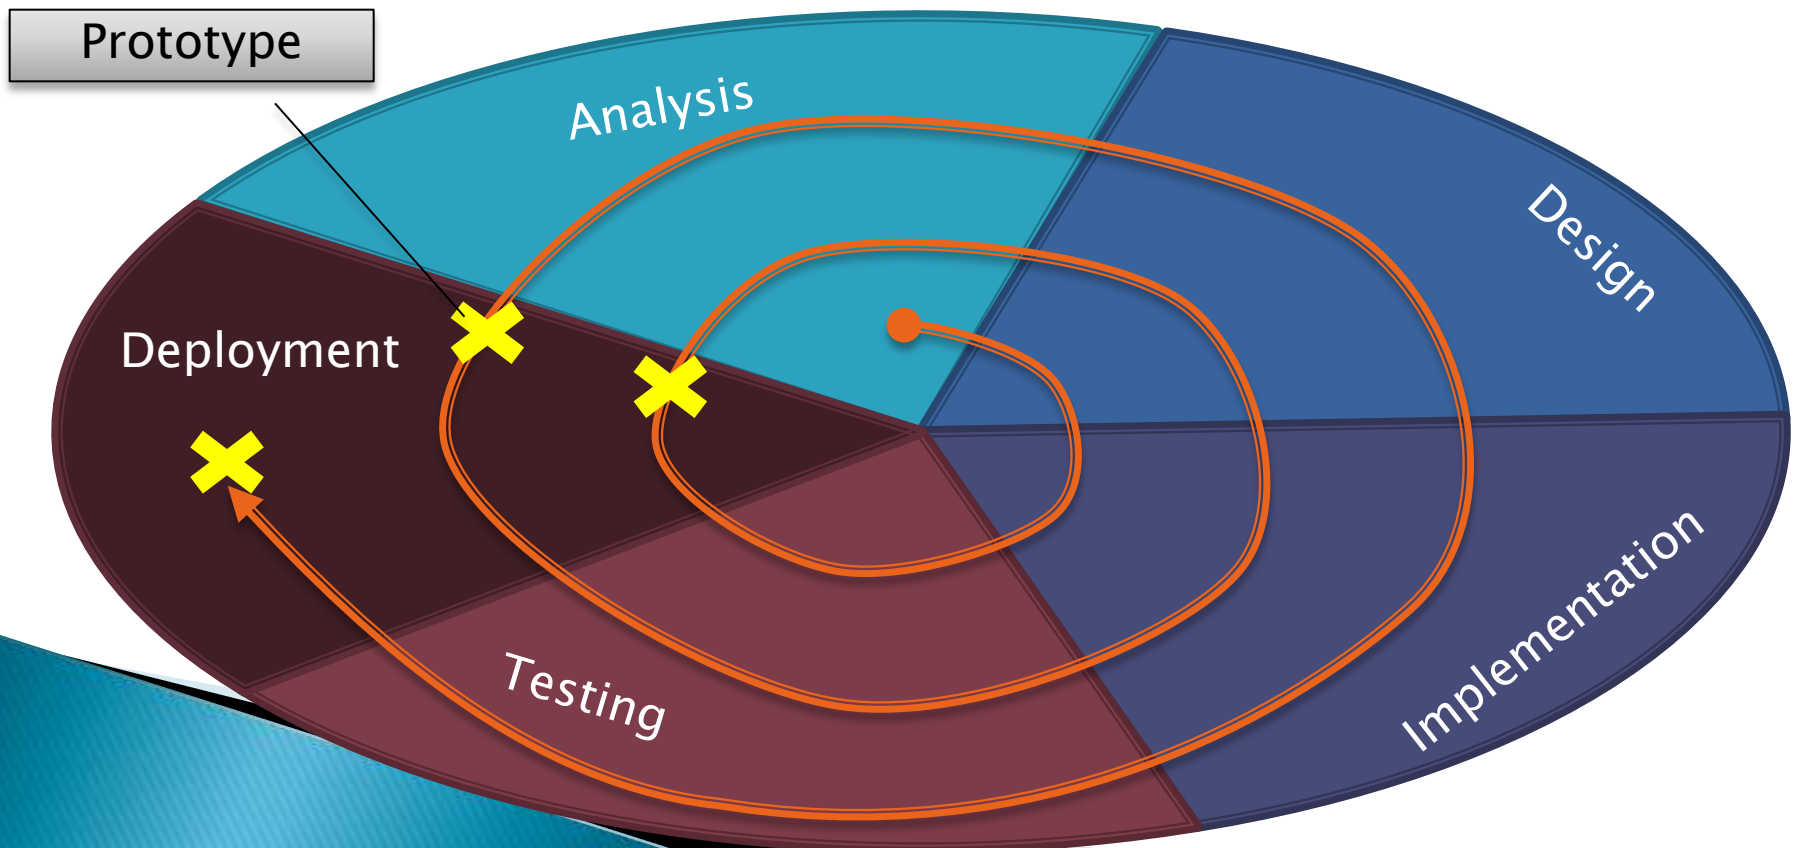 Prototype
Analysis
Design
Deployment
Implementation
Testing